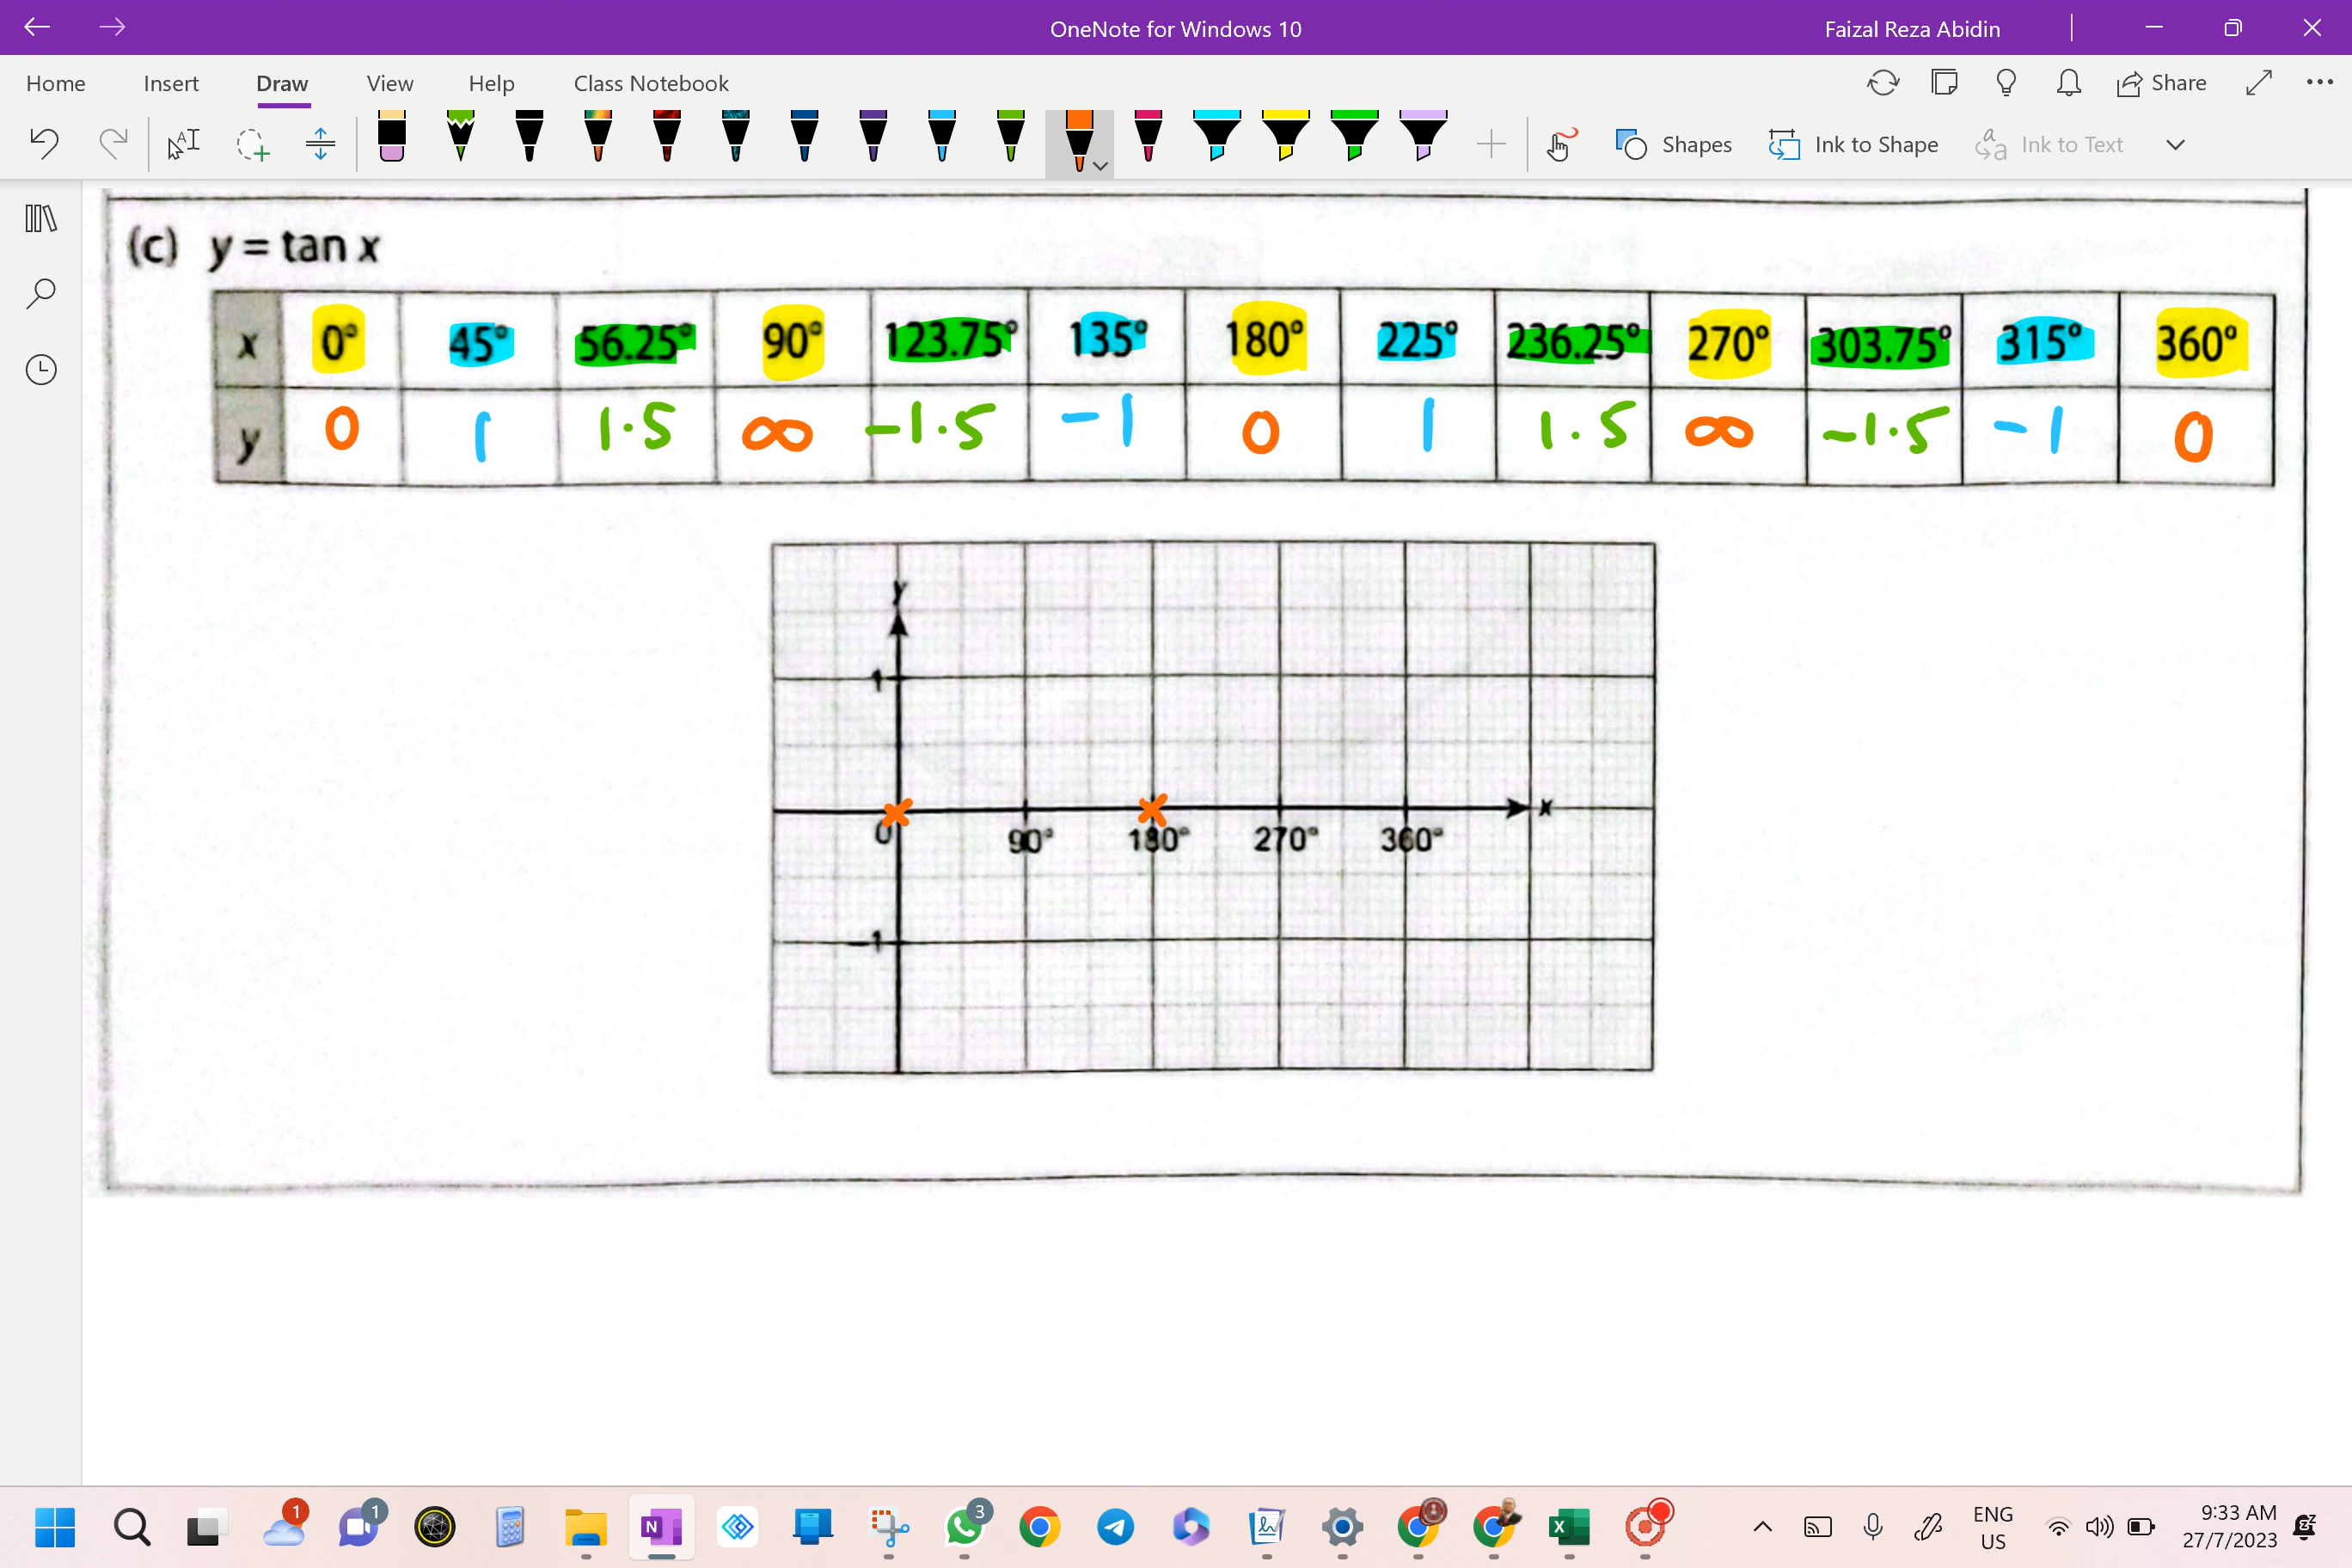 OneNote for Windows 10
Faizal Reza Abidin
Home Insert Draw View Help Class Notebook
Share
Shapes Ink to Shape Ink to Text
(c) y = tan x
x 0° 45° 56.25° 90° 123.75° 135° 180° 225° 236.25° 270° 303.75° 315° 360°
y 0 1 1.5 ∞ -1.5 -1 0 1 1.5 ∞ -1.5 -1 0
y
1
x
0 90° 180° 270° 360°
-1
1 1 3
ENG
US
9:33 AM
27/7/2023